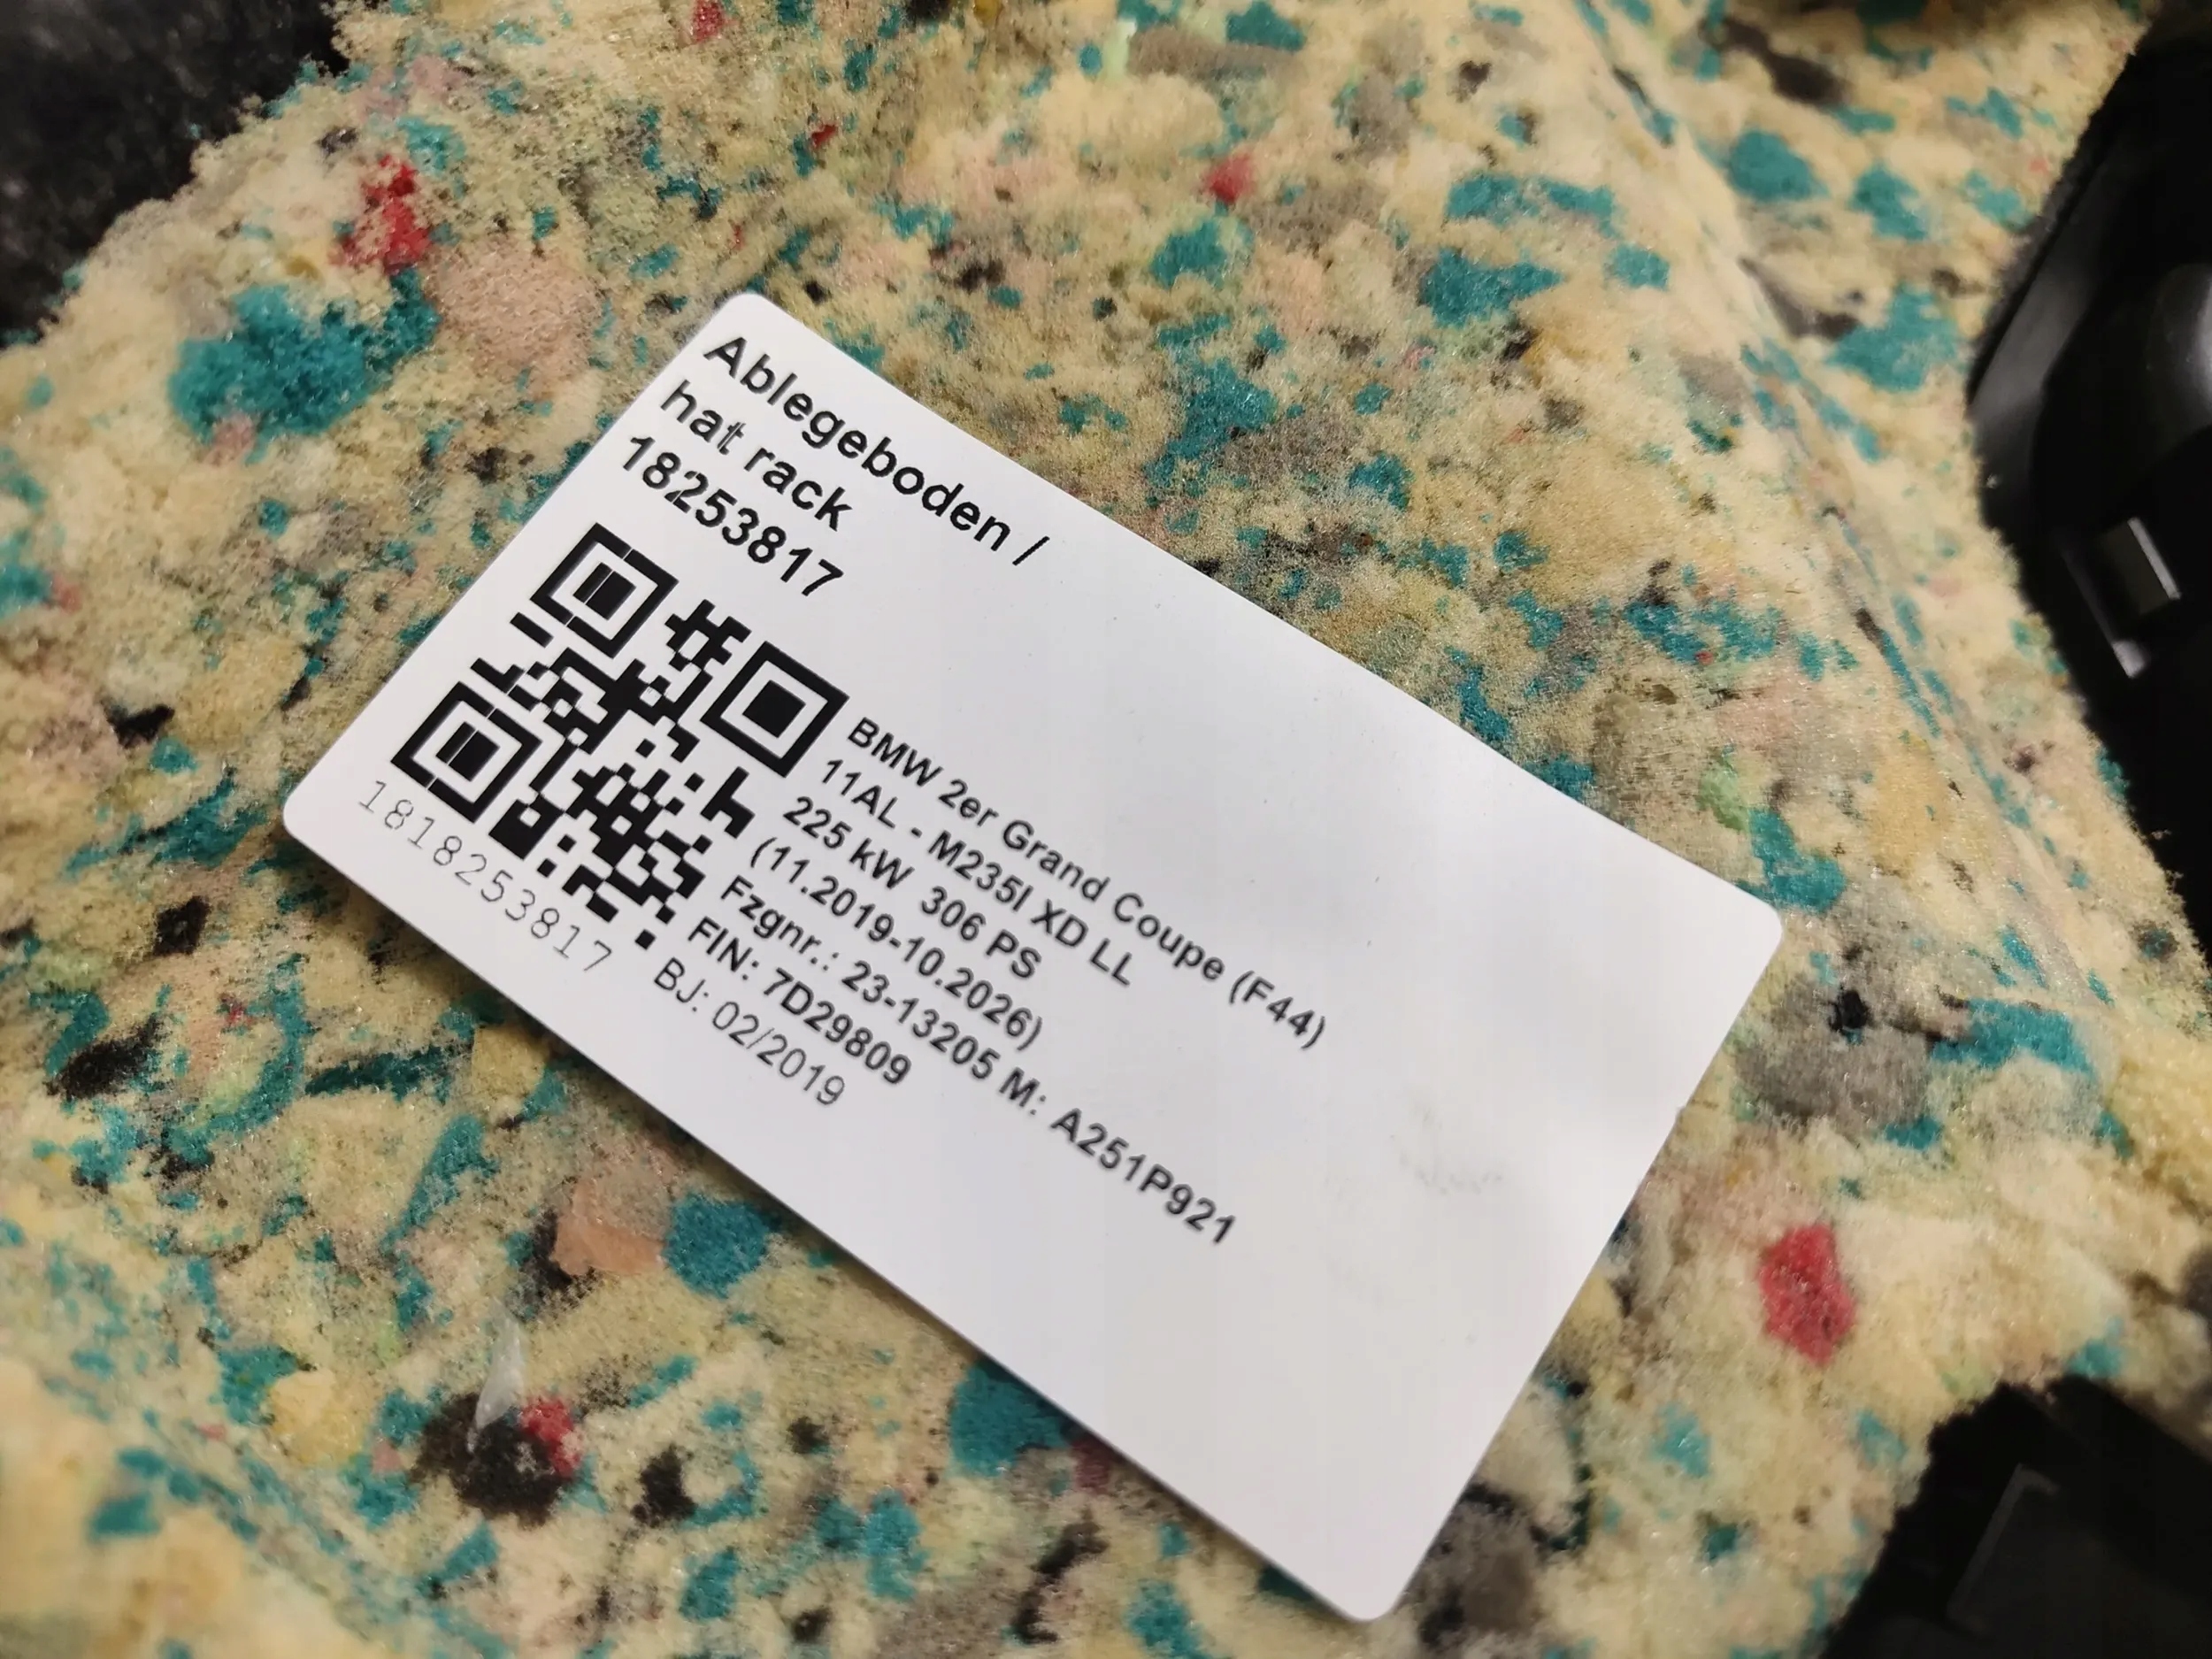 Ablegeboden /
hat rack
18253817
BMW 2er Grand Coupe (F44)
11AL - M235I XD LL
225 kW 306 PS
(11.2019-10.2026)
Fzgnr.: 23-13205 M: A251P921
FIN: 7D29809
BJ: 02/2019
1818253817